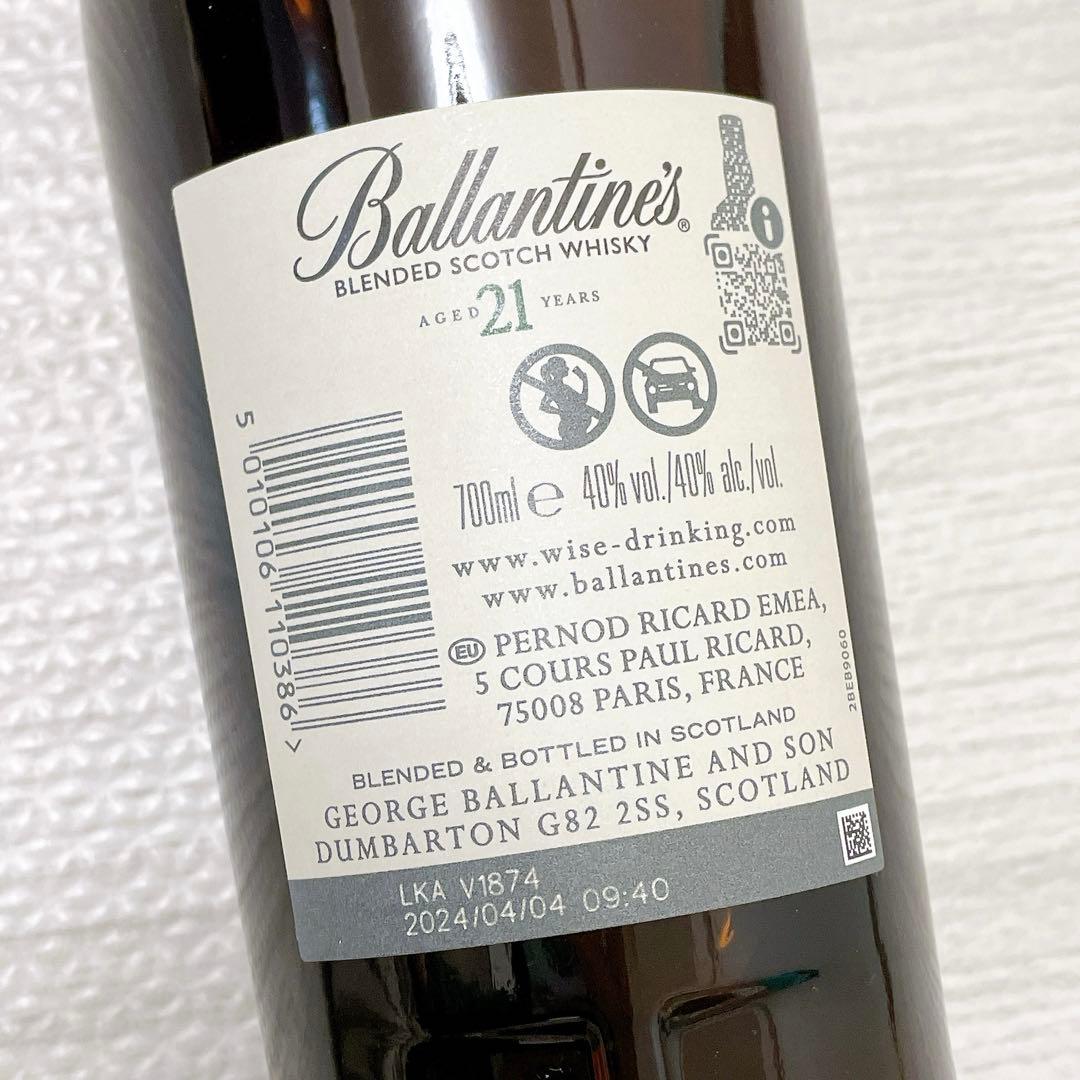 Ballantine's®
BLENDED SCOTCH WHISKY
AGED 21 YEARS
700ml e 40% vol./40% alc./vol.
www.wise-drinking.com
www.ballantines.com
EU PERNOD RICARD EMEA,
5 COURS PAUL RICARD,
75008 PARIS, FRANCE
BLENDED & BOTTLED IN SCOTLAND
GEORGE BALLANTINE AND SON
DUMBARTON G82 2SS, SCOTLAND
LKA V1874
2024/04/04 09:40
5 010106 110386 >
2BEB9060
i